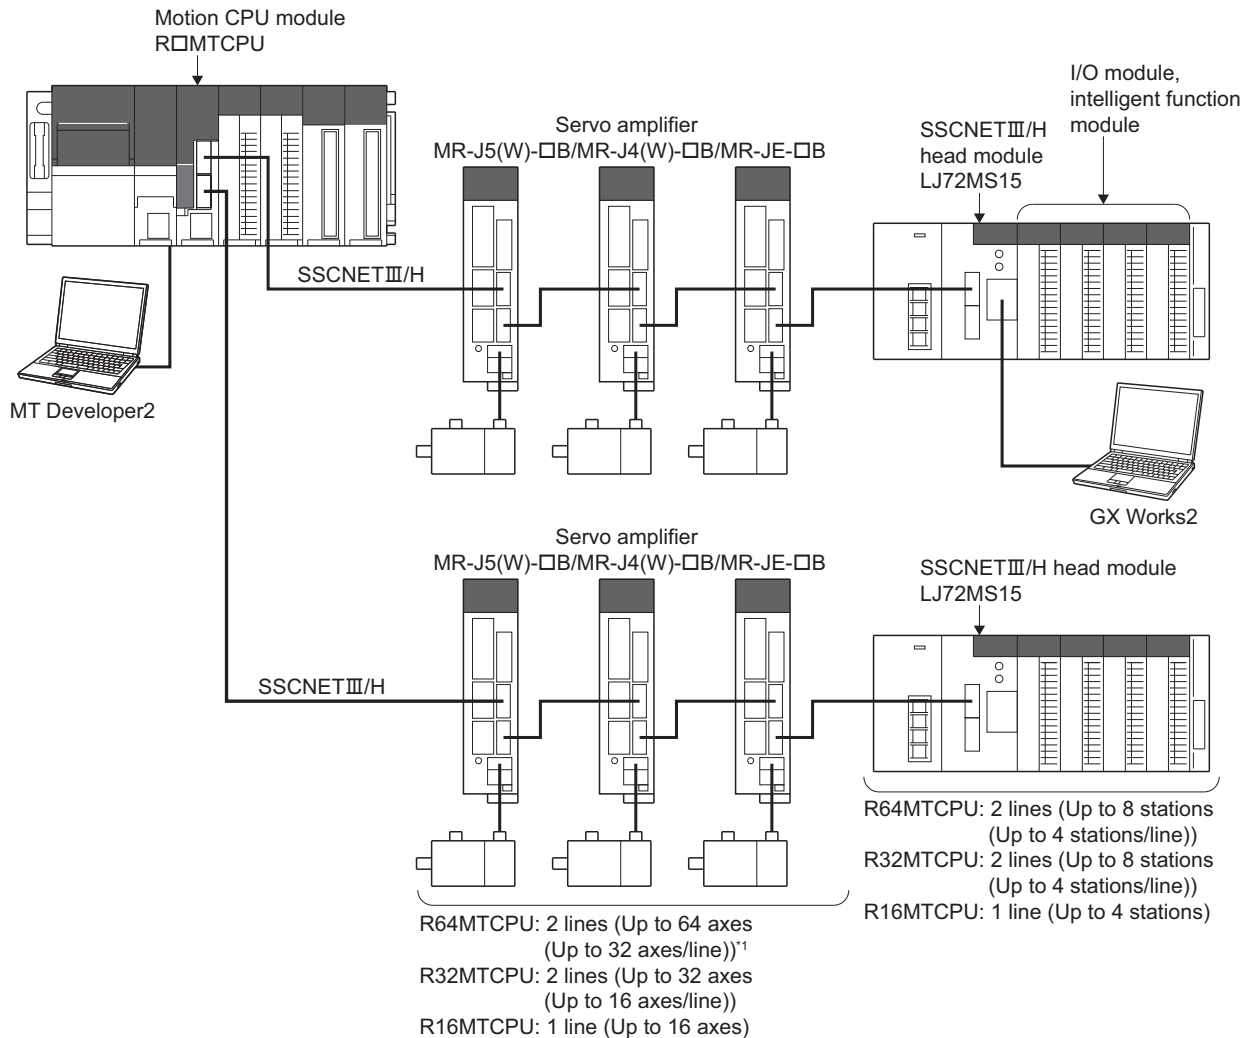 Motion CPU module
R□MTCPU
I/O module,
intelligent function
module
Servo amplifier
MR-J5(W)-□B/MR-J4(W)-□B/MR-JE-□B
SSCNETⅢ/H
head module
LJ72MS15
SSCNETⅢ/H
MT Developer2
GX Works2
Servo amplifier
MR-J5(W)-□B/MR-J4(W)-□B/MR-JE-□B
SSCNETⅢ/H head module
LJ72MS15
SSCNETⅢ/H
R64MTCPU: 2 lines (Up to 8 stations
(Up to 4 stations/line))
R32MTCPU: 2 lines (Up to 8 stations
(Up to 4 stations/line))
R16MTCPU: 1 line (Up to 4 stations)
R64MTCPU: 2 lines (Up to 64 axes
(Up to 32 axes/line))*1
R32MTCPU: 2 lines (Up to 32 axes
(Up to 16 axes/line))
R16MTCPU: 1 line (Up to 16 axes)